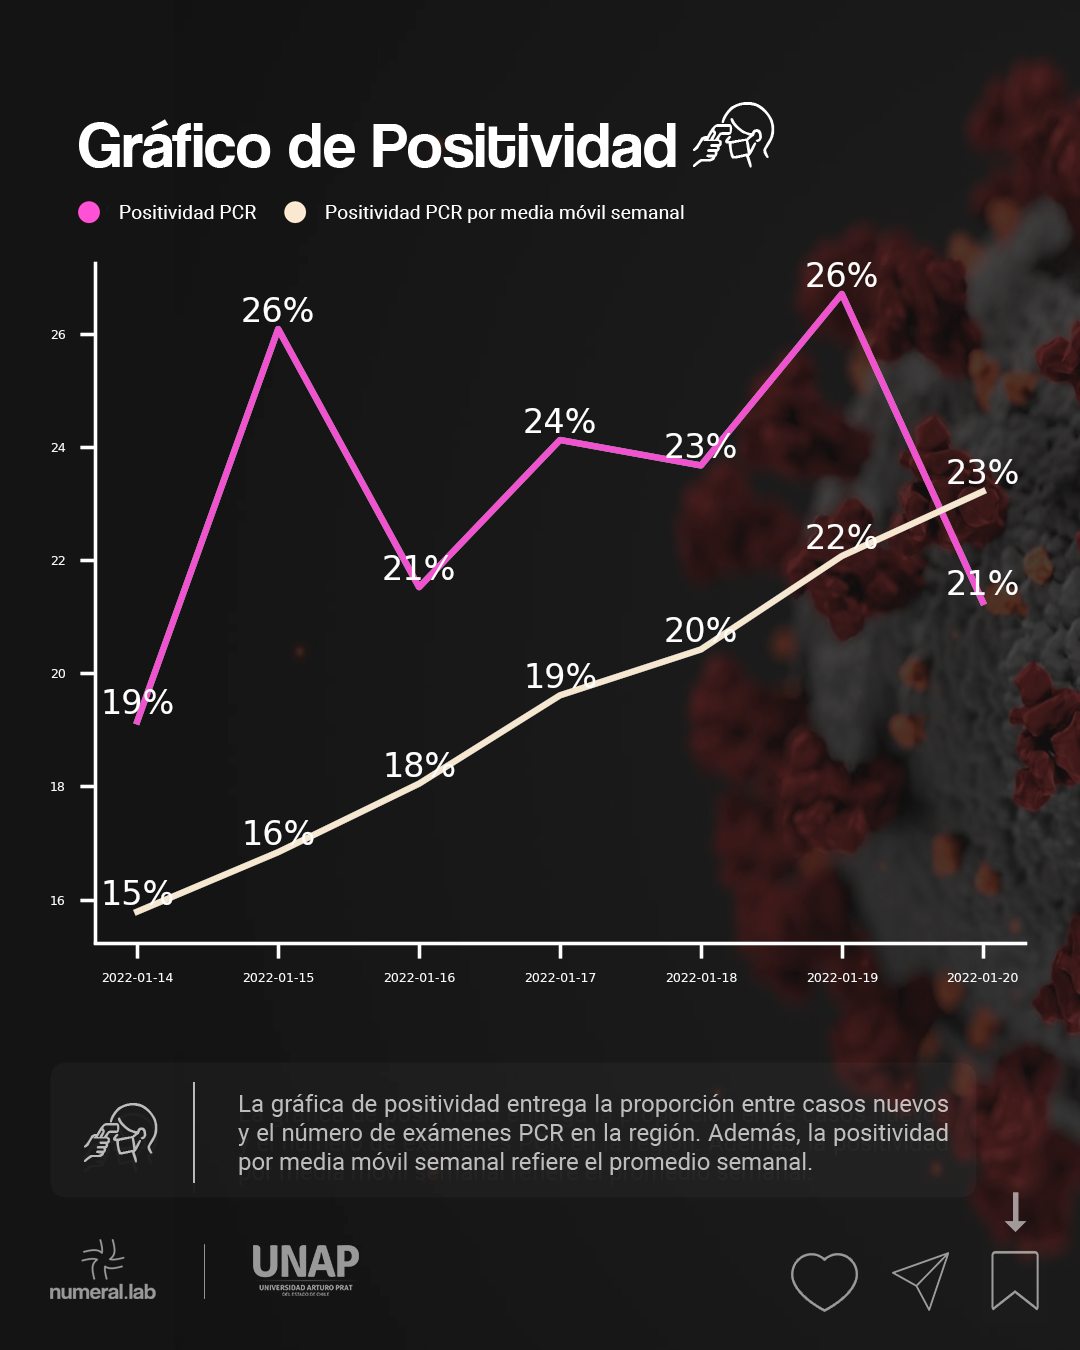 Gráfico de Positividad
Positividad PCR
Positividad PCR por media móvil semanal
26%
26%
26
24%
24
23%
23%
22%
22
21%
21%
20%
20
19%
19%
18%
18
16%
15%
16
2022-01-14 2022-01-15 2022-01-16 2022-01-17 2022-01-18 2022-01-19 2022-01-20
La gráfica de positividad entrega la proporción entre casos nuevos
y el número de exámenes PCR en la región. Además, la positividad
por media móvil semanal refiere el promedio semanal.
numeral.lab
UNAP
UNIVERSIDAD ARTURO PRAT
DEL ESTADO DE CHILE